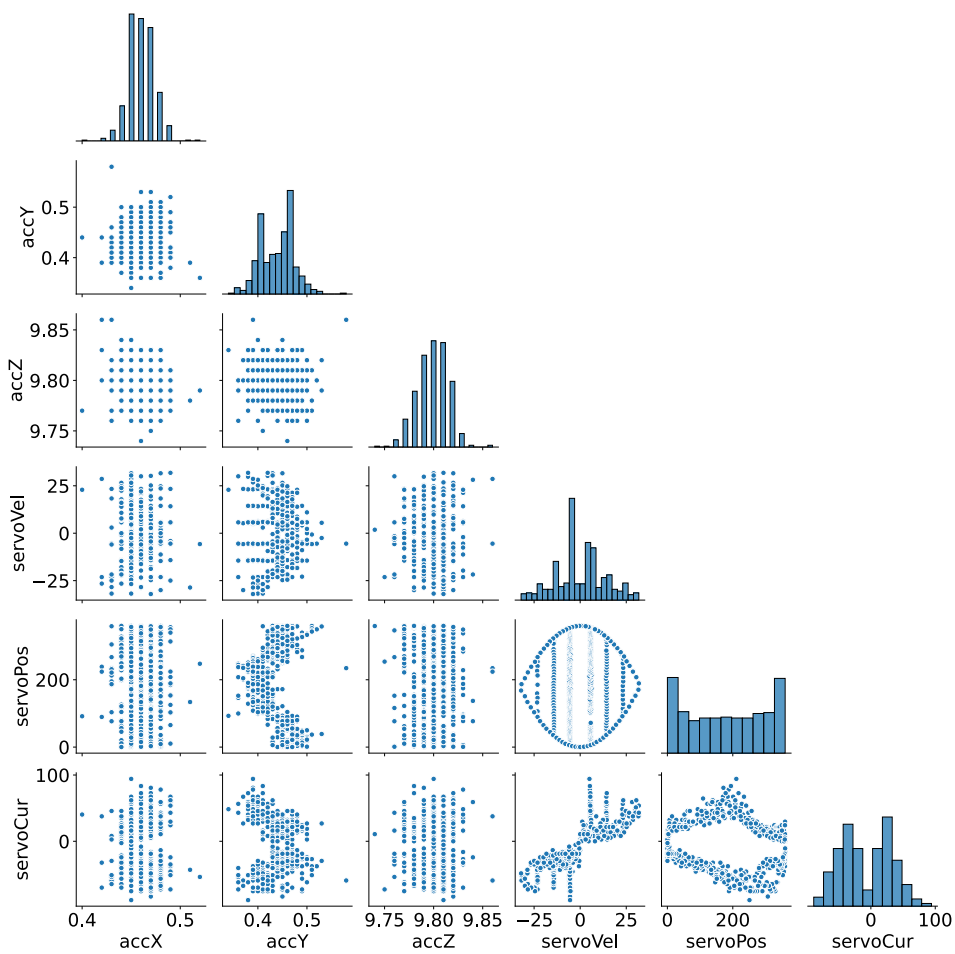 accY
0.5
0.4
accZ
9.85
9.80
9.75
servoVel
25
0
−25
servoPos
200
0
servoCur
100
0
0.4 0.5
0.4 0.5
9.75 9.80 9.85
−25 0 25
0 200
0 100
accX accY accZ servoVel servoPos servoCur